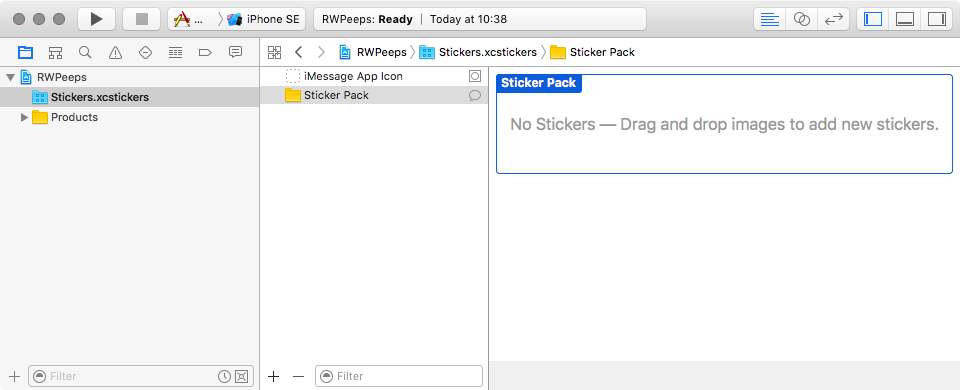 ... iPhone SE
RWPeeps: Ready | Today at 10:38
RWPeeps
Stickers.xcstickers
Products
Filter
RWPeeps Stickers.xcstickers Sticker Pack
iMessage App Icon
Sticker Pack
Filter
Sticker Pack
No Stickers — Drag and drop images to add new stickers.